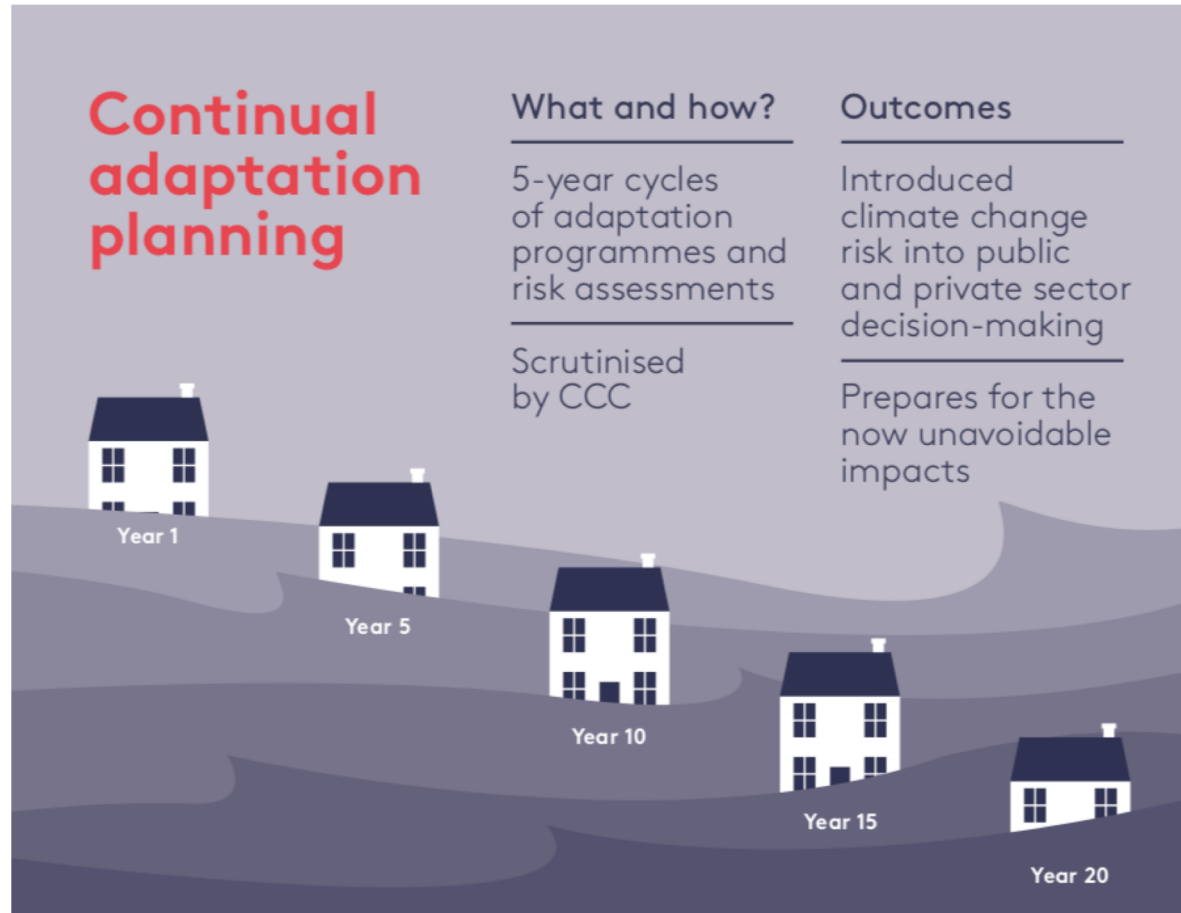 Continual
adaptation
planning
What and how?
5-year cycles
of adaptation
programmes and
risk assessments
Scrutinised
by CCC
Outcomes
Introduced
climate change
risk into public
and private sector
decision-making
Prepares for the
now unavoidable
impacts
Year 1
Year 5
Year 10
Year 15
Year 20